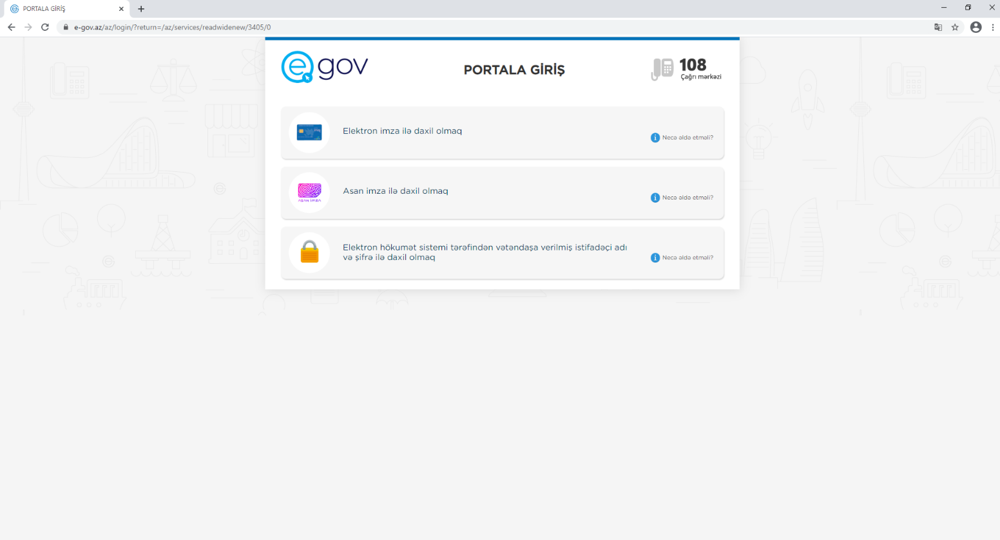 PORTALA GİRİŞ
e-gov.az/az/login/?return=/az/services/readwidenew/3405/0
e gov
PORTALA GİRİŞ
108
Çağrı mərkəzi
Elektron imza ilə daxil olmaq
Necə əldə etməli?
ASAN İMZA
Asan imza ilə daxil olmaq
Necə əldə etməli?
Elektron hökumət sistemi tərəfindən vətəndaşa verilmiş istifadəçi adı
və şifrə ilə daxil olmaq
Necə əldə etməli?